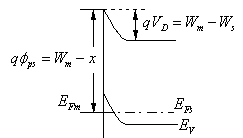 qV_D = W_m − W_s
qϕ_ps = W_m − x
E_Fm
E_Fs
E_V